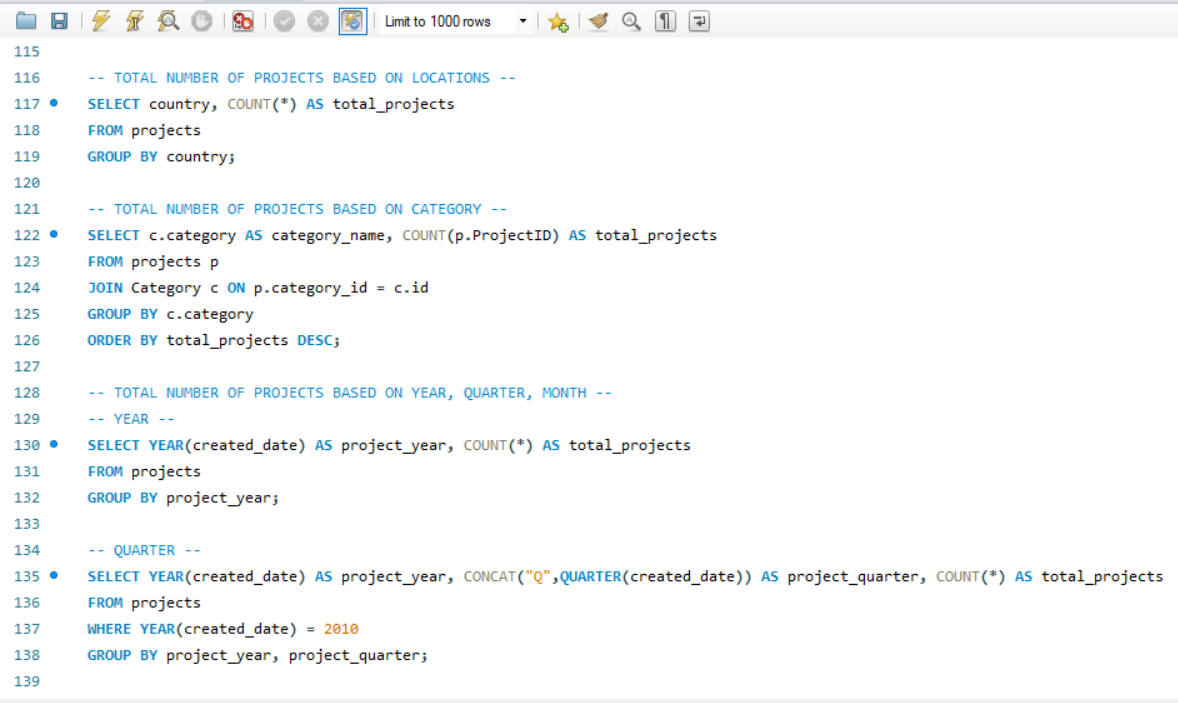 Limit to 1000 rows
115
116 -- TOTAL NUMBER OF PROJECTS BASED ON LOCATIONS --
117 SELECT country, COUNT(*) AS total_projects
118 FROM projects
119 GROUP BY country;
120
121 -- TOTAL NUMBER OF PROJECTS BASED ON CATEGORY --
122 SELECT c.category AS category_name, COUNT(p.ProjectID) AS total_projects
123 FROM projects p
124 JOIN Category c ON p.category_id = c.id
125 GROUP BY c.category
126 ORDER BY total_projects DESC;
127
128 -- TOTAL NUMBER OF PROJECTS BASED ON YEAR, QUARTER, MONTH --
129 -- YEAR --
130 SELECT YEAR(created_date) AS project_year, COUNT(*) AS total_projects
131 FROM projects
132 GROUP BY project_year;
133
134 -- QUARTER --
135 SELECT YEAR(created_date) AS project_year, CONCAT("Q",QUARTER(created_date)) AS project_quarter, COUNT(*) AS total_projects
136 FROM projects
137 WHERE YEAR(created_date) = 2010
138 GROUP BY project_year, project_quarter;
139